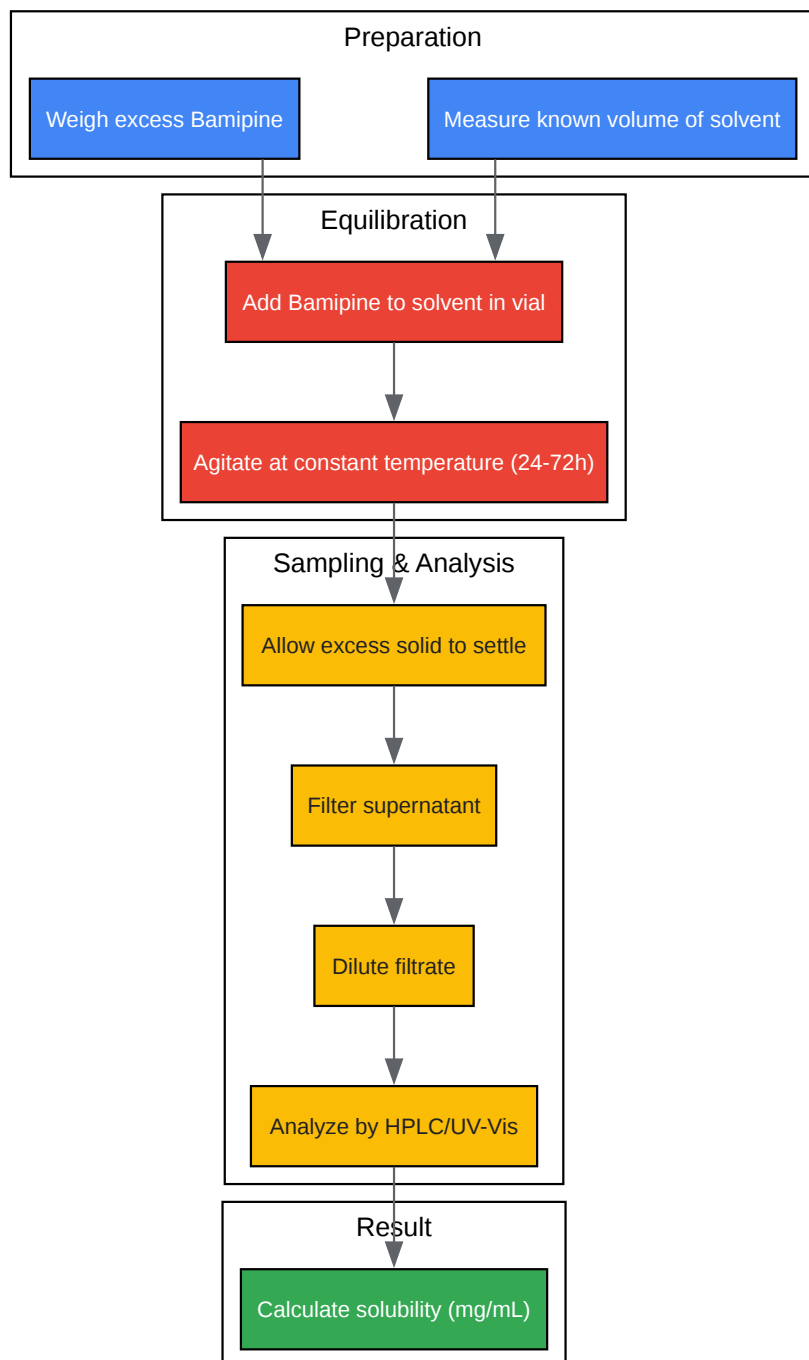 Preparation
Weigh excess Bamipine
Measure known volume of solvent
Equilibration
Add Bamipine to solvent in vial
Agitate at constant temperature (24-72h)
Sampling & Analysis
Allow excess solid to settle
Filter supernatant
Dilute filtrate
Analyze by HPLC/UV-Vis
Result
Calculate solubility (mg/mL)